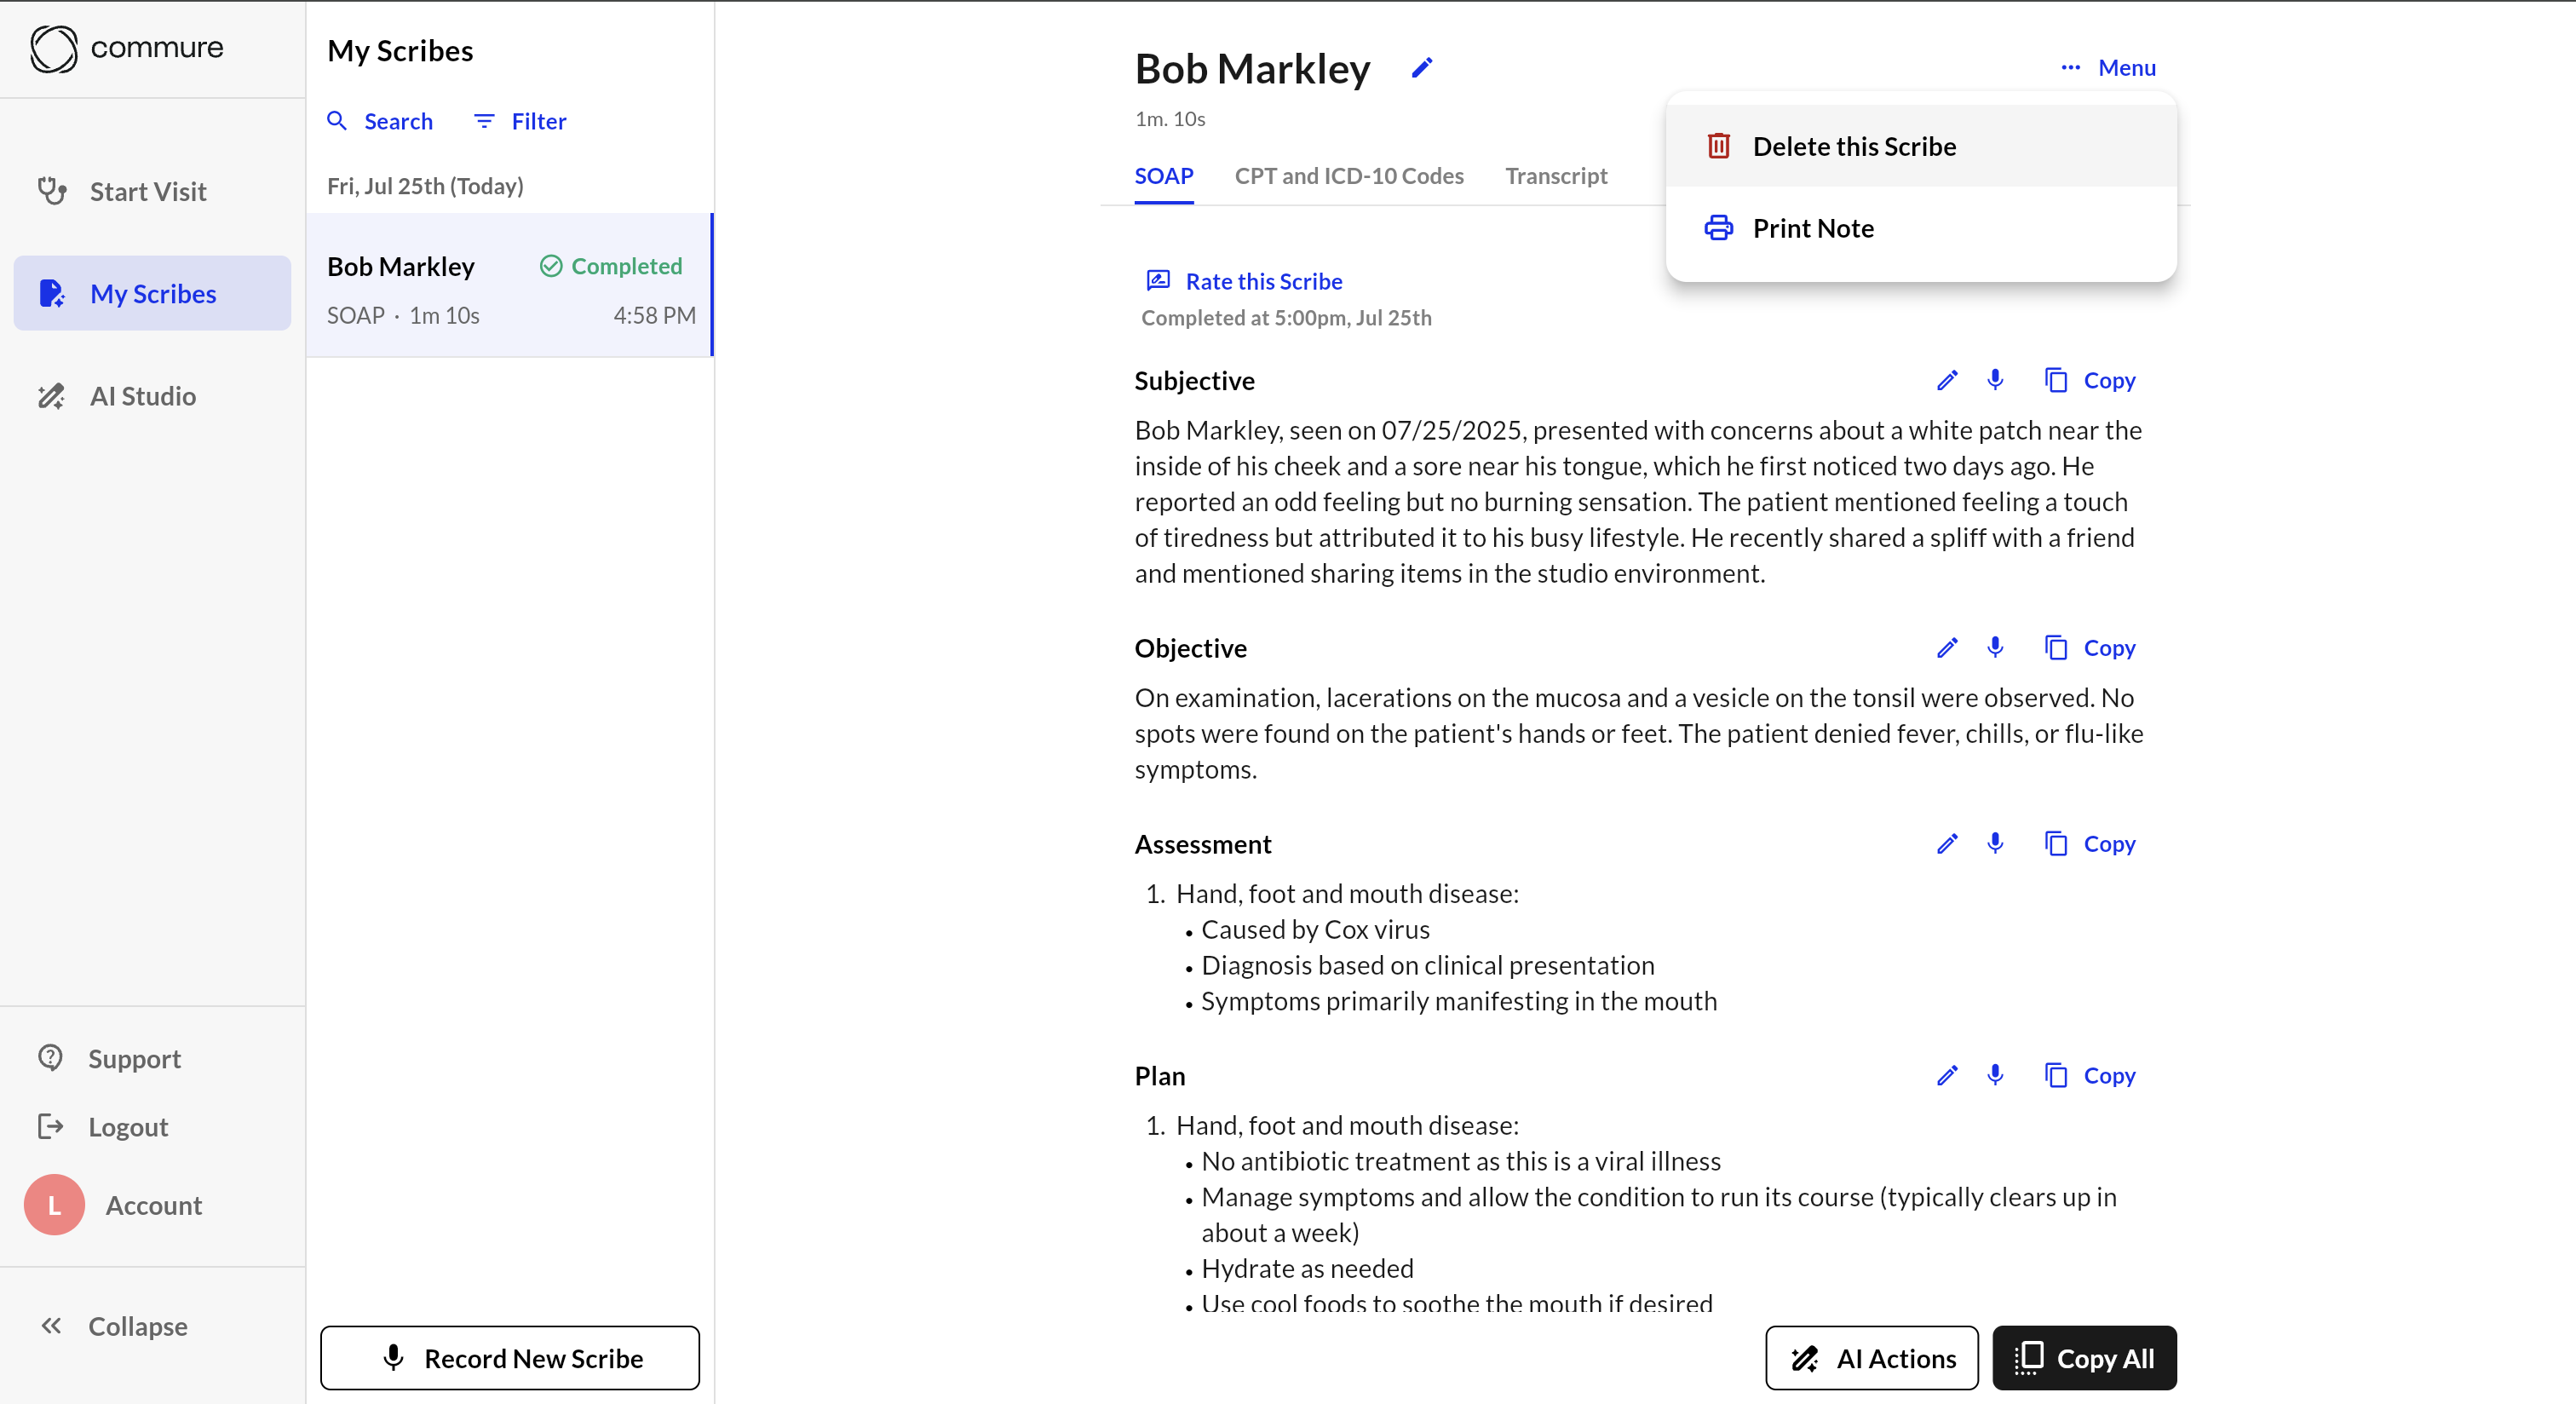 commure
Start Visit
My Scribes
AI Studio
Support
Logout
L
Account
Collapse
My Scribes
Search
Filter
Fri, Jul 25th (Today)
Bob Markley
Completed
SOAP · 1m 10s
4:58 PM
Record New Scribe
Bob Markley
Menu
1m. 10s
Delete this Scribe
Print Note
SOAP
CPT and ICD-10 Codes
Transcript
Rate this Scribe
Completed at 5:00pm, Jul 25th
Subjective
Copy
Bob Markley, seen on 07/25/2025, presented with concerns about a white patch near the
inside of his cheek and a sore near his tongue, which he first noticed two days ago. He
reported an odd feeling but no burning sensation. The patient mentioned feeling a touch
of tiredness but attributed it to his busy lifestyle. He recently shared a spliff with a friend
and mentioned sharing items in the studio environment.
Objective
Copy
On examination, lacerations on the mucosa and a vesicle on the tonsil were observed. No
spots were found on the patient's hands or feet. The patient denied fever, chills, or flu-like
symptoms.
Assessment
Copy
1. Hand, foot and mouth disease:
• Caused by Cox virus
• Diagnosis based on clinical presentation
• Symptoms primarily manifesting in the mouth
Plan
Copy
1. Hand, foot and mouth disease:
• No antibiotic treatment as this is a viral illness
• Manage symptoms and allow the condition to run its course (typically clears up in
about a week)
• Hydrate as needed
• Use cool foods to soothe the mouth if desired
AI Actions
Copy All